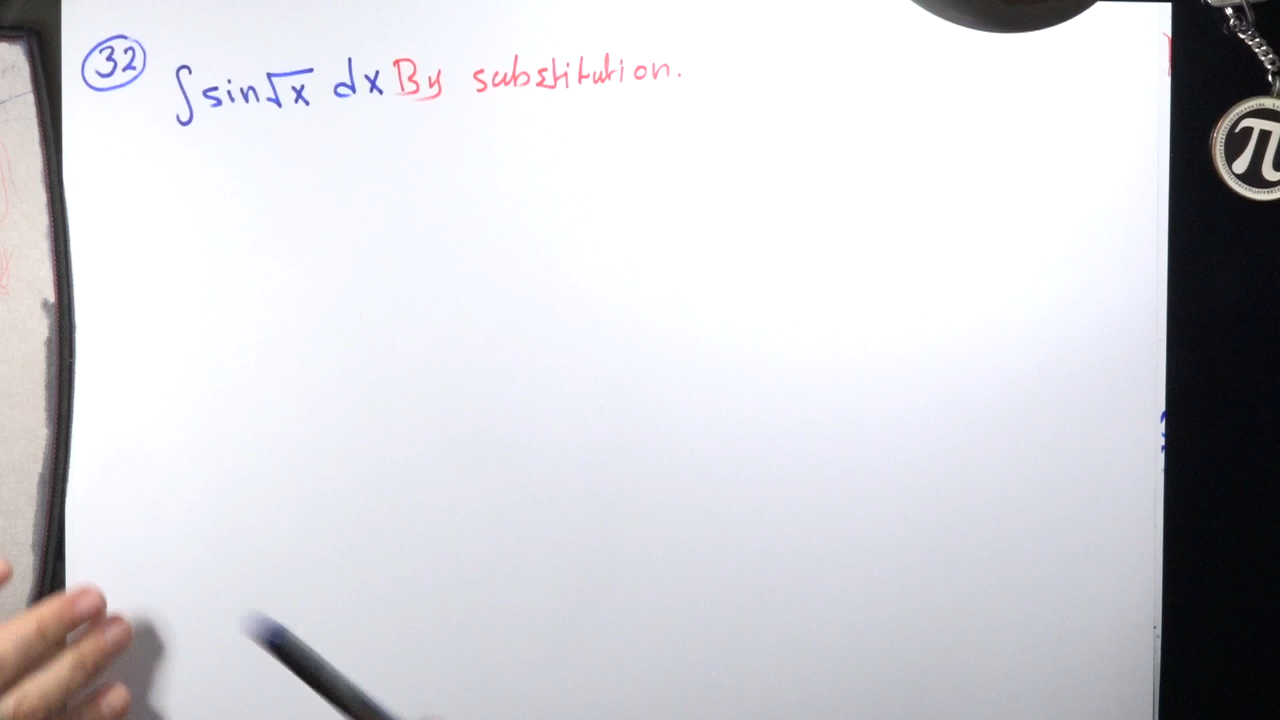 32 ∫ sin√x dx By substitution.
π